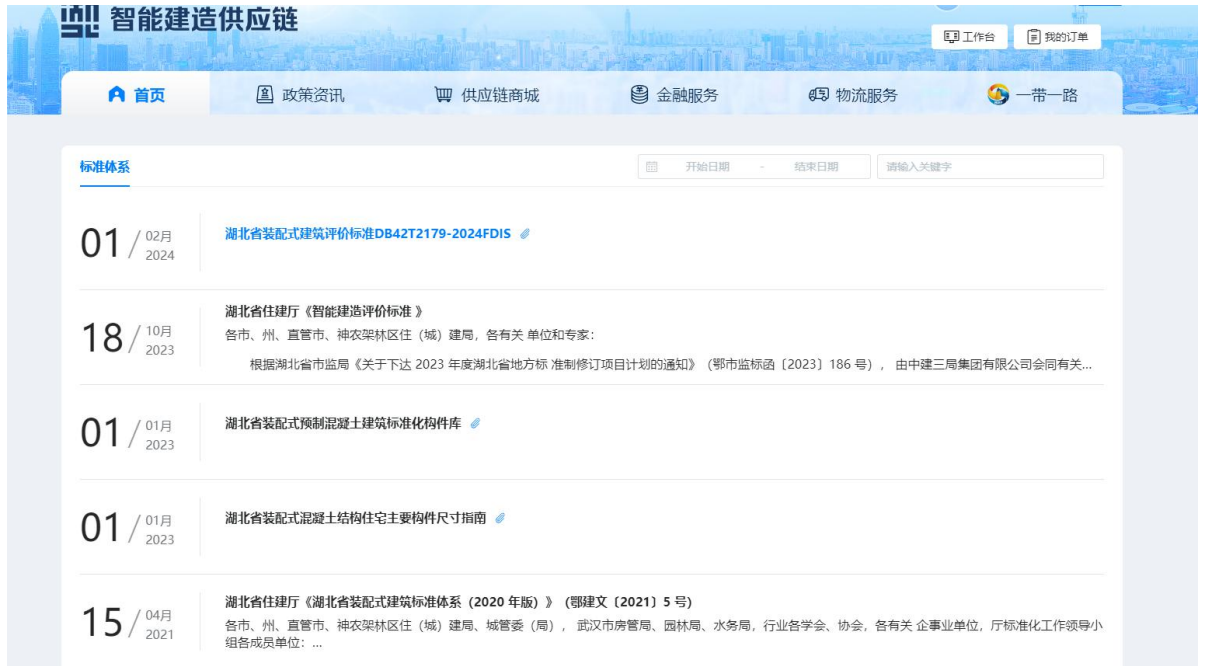 智能建造供应链
工作台 我的订单
首页 政策资讯 供应链商城 金融服务 物流服务 一带一路
标准体系 开始日期 - 结束日期 请输入关键字
01 / 02月 2024
湖北省装配式建筑评价标准DB42T2179-2024FDIS
18 / 10月 2023
湖北省住建厅《智能建造评价标准 》
各市、州、直管市、神农架林区住（城）建局，各有关 单位和专家：
根据湖北省市监局《关于下达 2023 年度湖北省地方标 准制修订项目计划的通知》（鄂市监标函〔2023〕186 号）， 由中建三局集团有限公司会同有关...
01 / 01月 2023
湖北省装配式预制混凝土建筑标准化构件库
01 / 01月 2023
湖北省装配式混凝土结构住宅主要构件尺寸指南
15 / 04月 2021
湖北省住建厅《湖北省装配式建筑标准体系（2020 年版）》（鄂建文〔2021〕5 号)
各市、州、直管市、神农架林区住（城）建局、城管委（局）， 武汉市房管局、园林局、水务局，行业各学会、协会，各有关 企事业单位，厅标准化工作领导小
组各成员单位：...